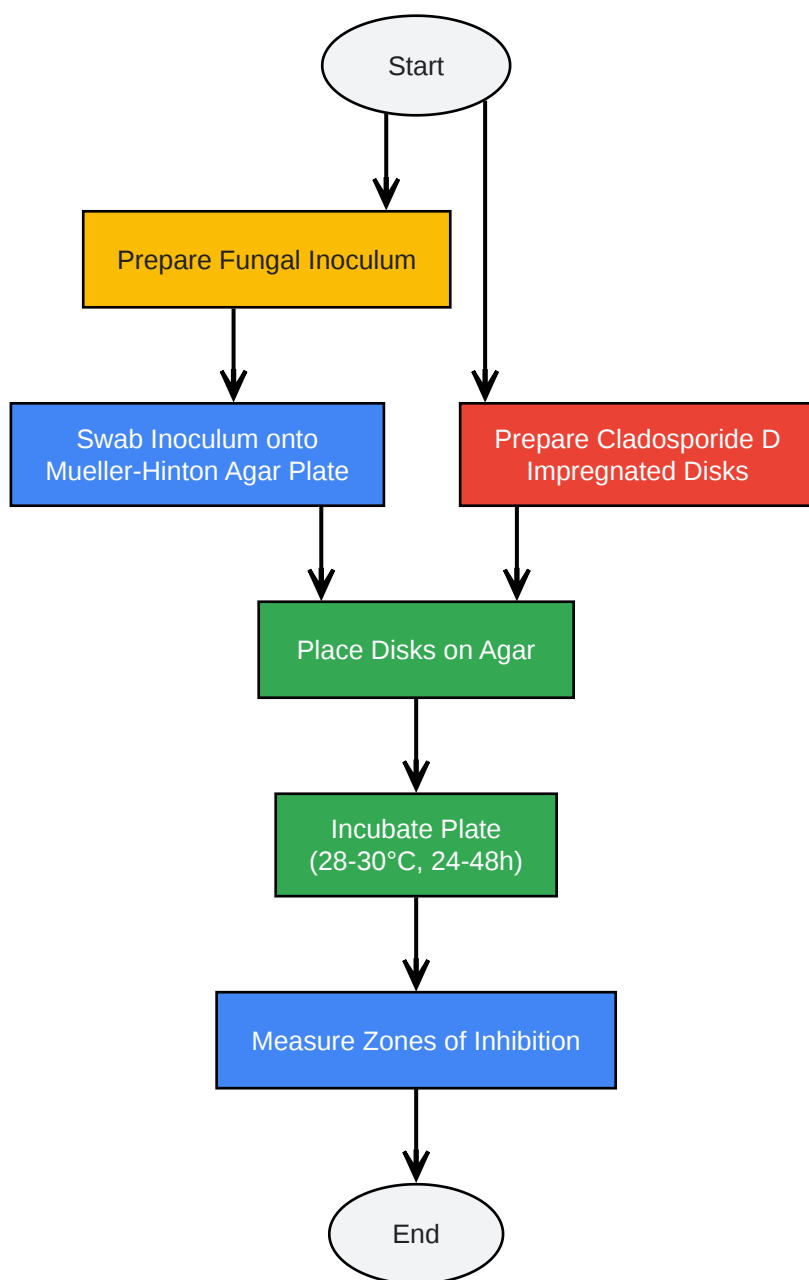 Start
Prepare Fungal Inoculum
Swab Inoculum onto
Mueller-Hinton Agar Plate
Prepare Cladosporide D
Impregnated Disks
Place Disks on Agar
Incubate Plate
(28-30°C, 24-48h)
Measure Zones of Inhibition
End